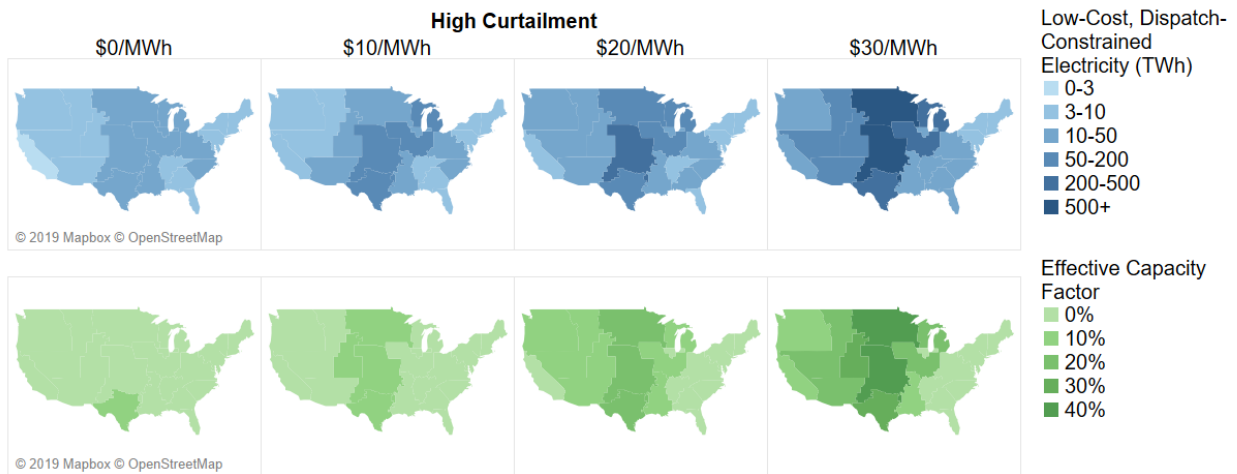 High Curtailment
$0/MWh
$10/MWh
$20/MWh
$30/MWh
© 2019 Mapbox © OpenStreetMap
Low-Cost, Dispatch-
Constrained
Electricity (TWh)
0-3
3-10
10-50
50-200
200-500
500+
© 2019 Mapbox © OpenStreetMap
Effective Capacity
Factor
0%
10%
20%
30%
40%